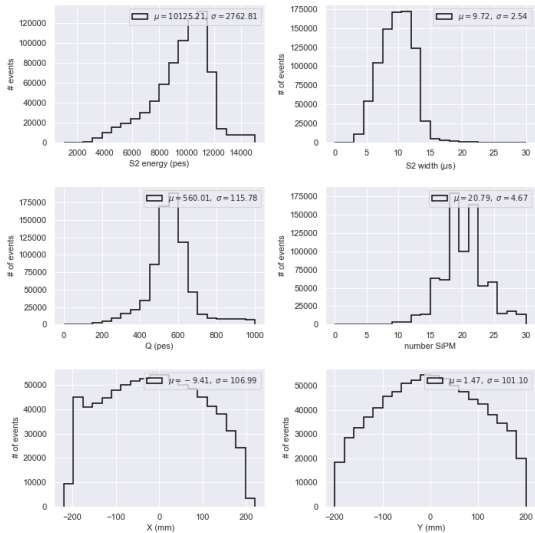 μ = 10125.21, σ = 2762.81
120000
100000
80000
60000
40000
20000
0
# of events
2000 4000 6000 8000 10000 12000 14000
S2 energy (pes)
μ = 9.72, σ = 2.54
175000
150000
125000
100000
75000
50000
25000
0
# of events
0 5 10 15 20 25 30
S2 width (μs)
μ = 560.01, σ = 115.78
175000
150000
125000
100000
75000
50000
25000
0
# of events
0 200 400 600 800 1000
Q (pes)
μ = 20.79, σ = 4.67
175000
150000
125000
100000
75000
50000
25000
0
# of events
0 5 10 15 20 25 30
number SiPM
μ = −9.41, σ = 106.99
50000
40000
30000
20000
10000
0
# of events
−200 −100 0 100 200
X (mm)
μ = 1.47, σ = 101.10
50000
40000
30000
20000
10000
0
# of events
−200 −100 0 100 200
Y (mm)